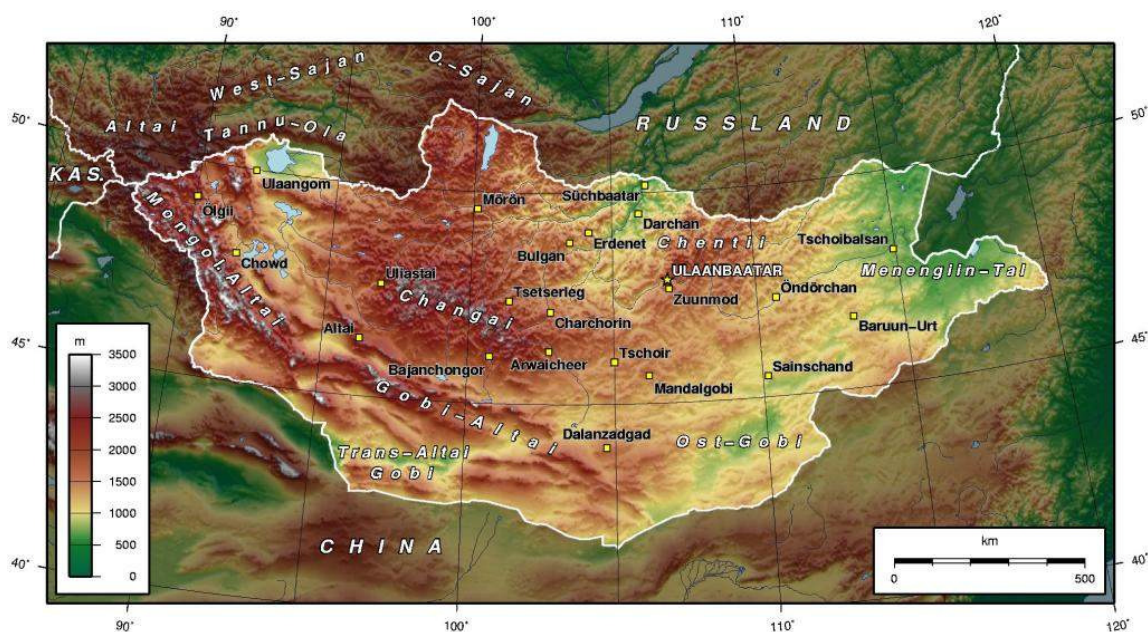 90°
100°
110°
120°
O.-Sajan
West-Sajan
50°
50°
Altai
Tannu-Ola
RUSSLAND
KAS.
Ulaangom
Süchbaatar
Ölgii
Mörön
Darchan
Mongol.Altai
Erdenet
Chentii
Tschoibalsan
Bulgan
Chowd
Menengiin-Tal
Uliastai
ULAANBAATAR
Changai
Tsetserleg
Zuunmod
Öndörchan
Charchorin
Baruun-Urt
Altai
45°
45°
m
3500
3000
2500
2000
1500
1000
500
0
Arwaicheer
Tschoir
Bajanchongor
Sainschand
Mandalgobi
Gobi-Altai
Dalanzadgad
Ost-Gobi
Trans-Altai
Gobi
CHINA
km
0
500
40°
40°
90°
100°
110°
120°